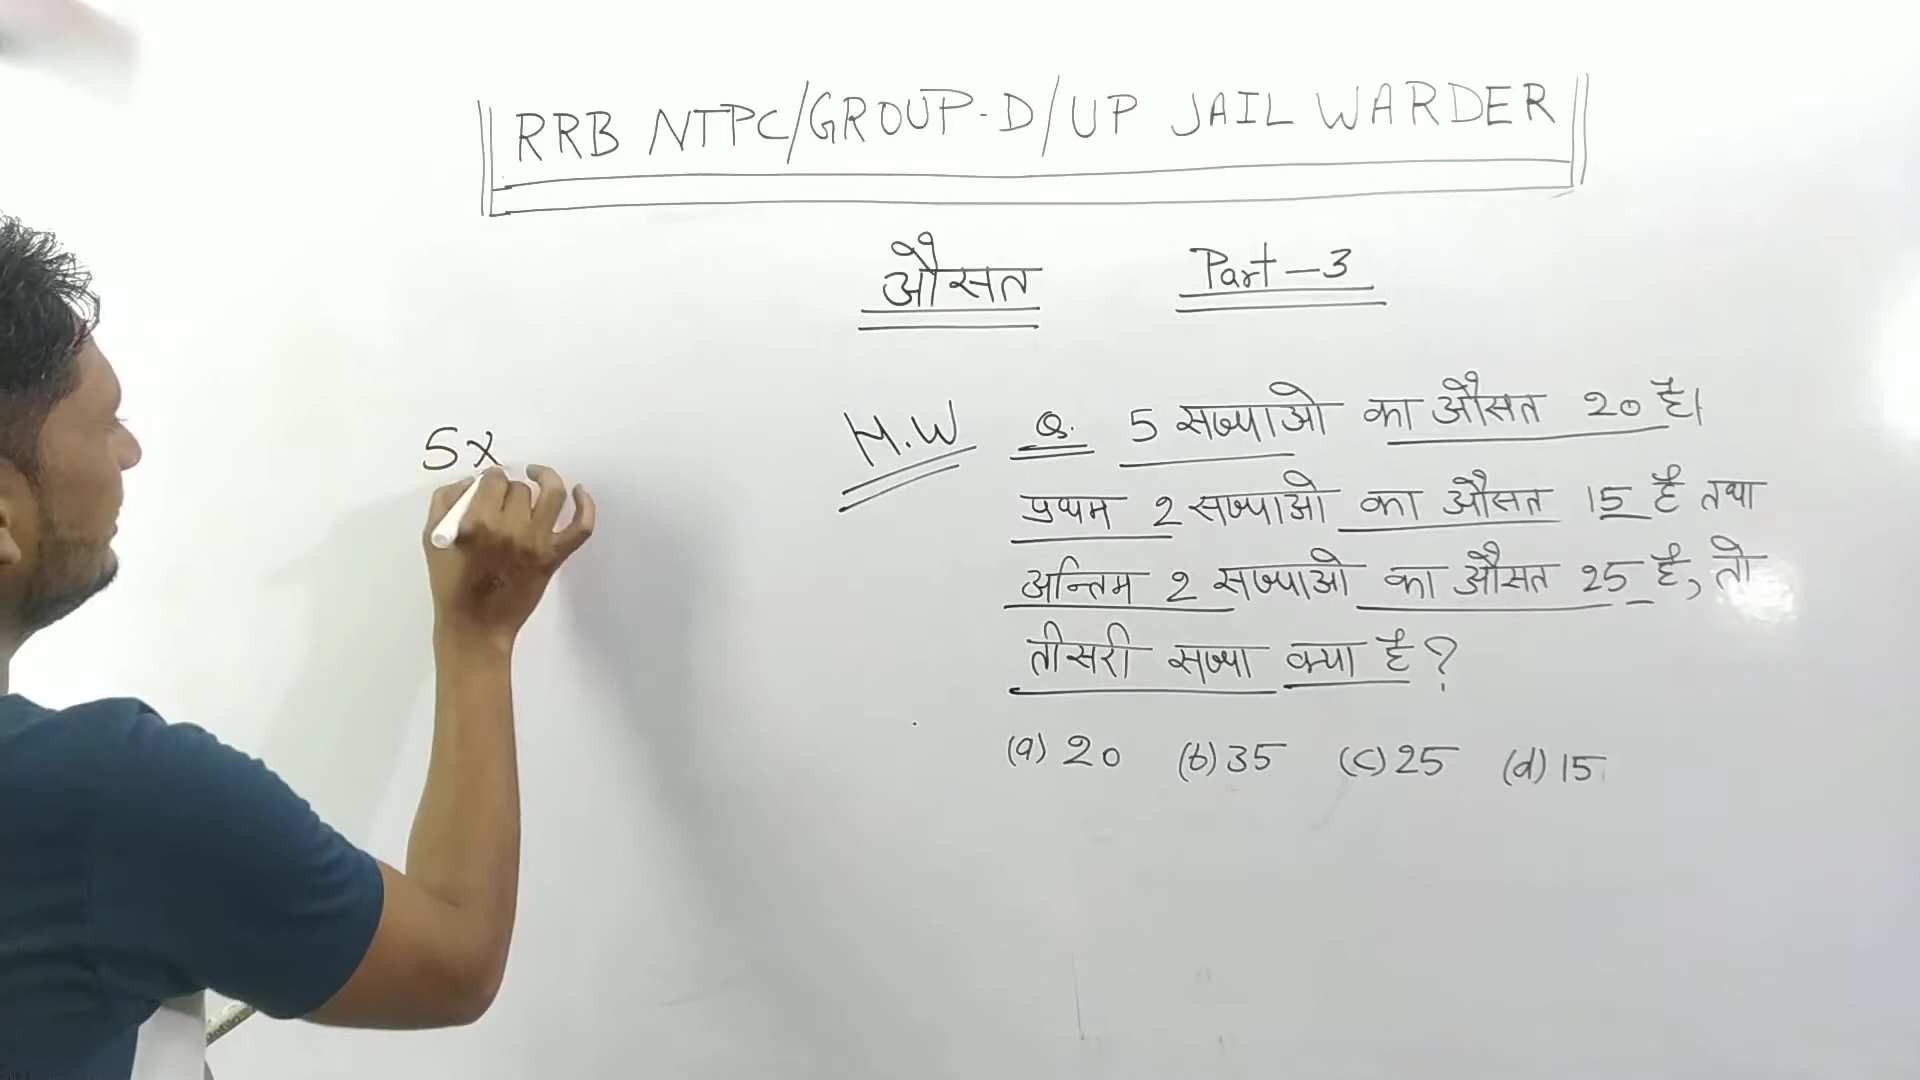 RRB NTPC/GROUP-D/UP JAIL WARDER
औसत Part-3
5x
H.W Q. 5 सख्याओ का औसत 20 है।
प्रथम 2 सख्याओ का औसत 15 है तथा
अन्तिम 2 सख्याओ का औसत 25 है, तो
तीसरी सख्या क्या है?
(a) 20 (b) 35 (c) 25 (d) 15